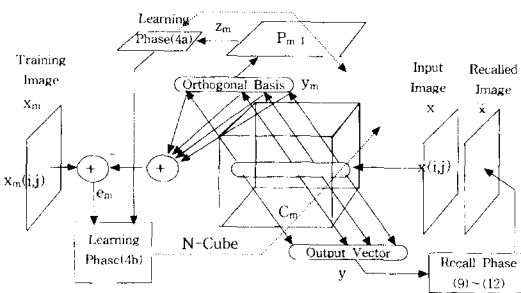 Learning
Phase(4a)
z_m
P_m-1
Training
Image
x_m
Orthogonal Basis
y_m
Input
Image
x
Recalled
Image
x̂
x_m(i,j)
+
-
+
x(i,j)
e_m
C_m
Learning
Phase(4b)
N-Cube
Output Vector
y
Recall Phase
(9)~(12)